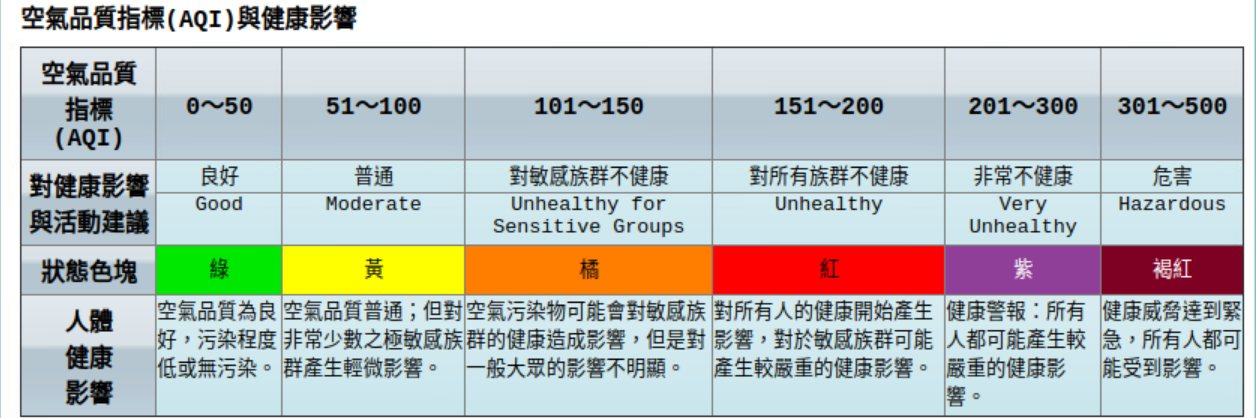 空氣品質指標(AQI)與健康影響
空氣品質
指標
(AQI)
0～50
51～100
101～150
151～200
201～300
301～500
對健康影響
與活動建議
良好
普通
對敏感族群不健康
對所有族群不健康
非常不健康
危害
Good
Moderate
Unhealthy for
Sensitive Groups
Unhealthy
Very
Unhealthy
Hazardous
狀態色塊
綠
黃
橘
紅
紫
褐紅
人體
健康
影響
空氣品質為良
好，污染程度
低或無污染。
空氣品質普通；但對
非常少數之極敏感族
群產生輕微影響。
空氣污染物可能會對敏感族
群的健康造成影響，但是對
一般大眾的影響不明顯。
對所有人的健康開始產生
影響，對於敏感族群可能
產生較嚴重的健康影響。
健康警報：所有
人都可能產生較
嚴重的健康影
響。
健康威脅達到緊
急，所有人都可
能受到影響。